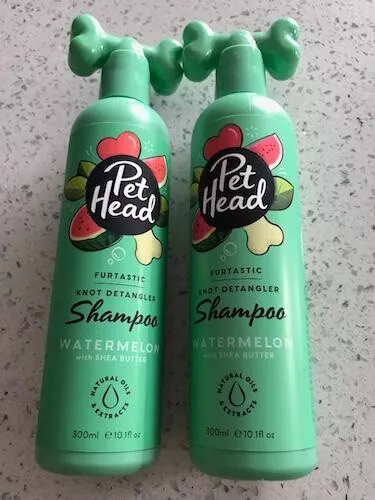 Pet
Head
FURTASTIC
KNOT DETANGLER
Shampoo
WATERMELON
with SHEA BUTTER
NATURAL OILS
& EXTRACTS
300ml ℮ 10.1fl oz
Pet
Head
FURTASTIC
KNOT DETANGLER
Shampoo
WATERMELON
with SHEA BUTTER
NATURAL OILS
& EXTRACTS
300ml ℮ 10.1fl oz